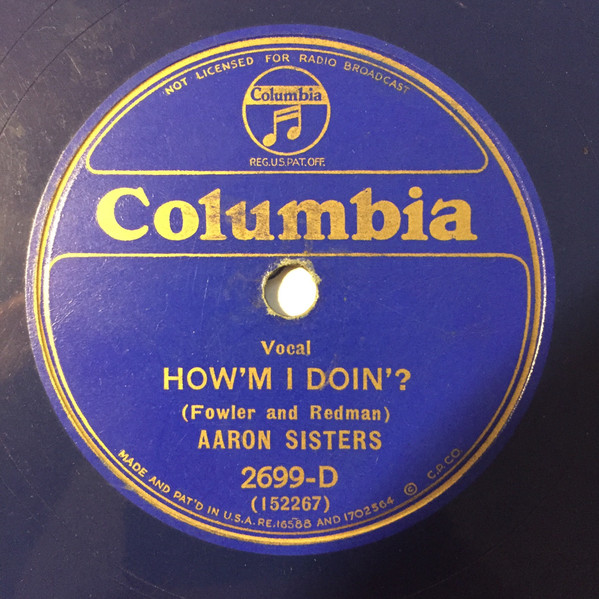 NOT LICENSED FOR RADIO BROADCAST
Columbia
REG.U.S.PAT.OFF.
Columbia
Vocal
HOW'M I DOIN'?
(Fowler and Redman)
AARON SISTERS
2699-D
(152267)
MADE AND PAT'D IN U.S.A. RE.16588 AND 1702564 © C.P.CO.